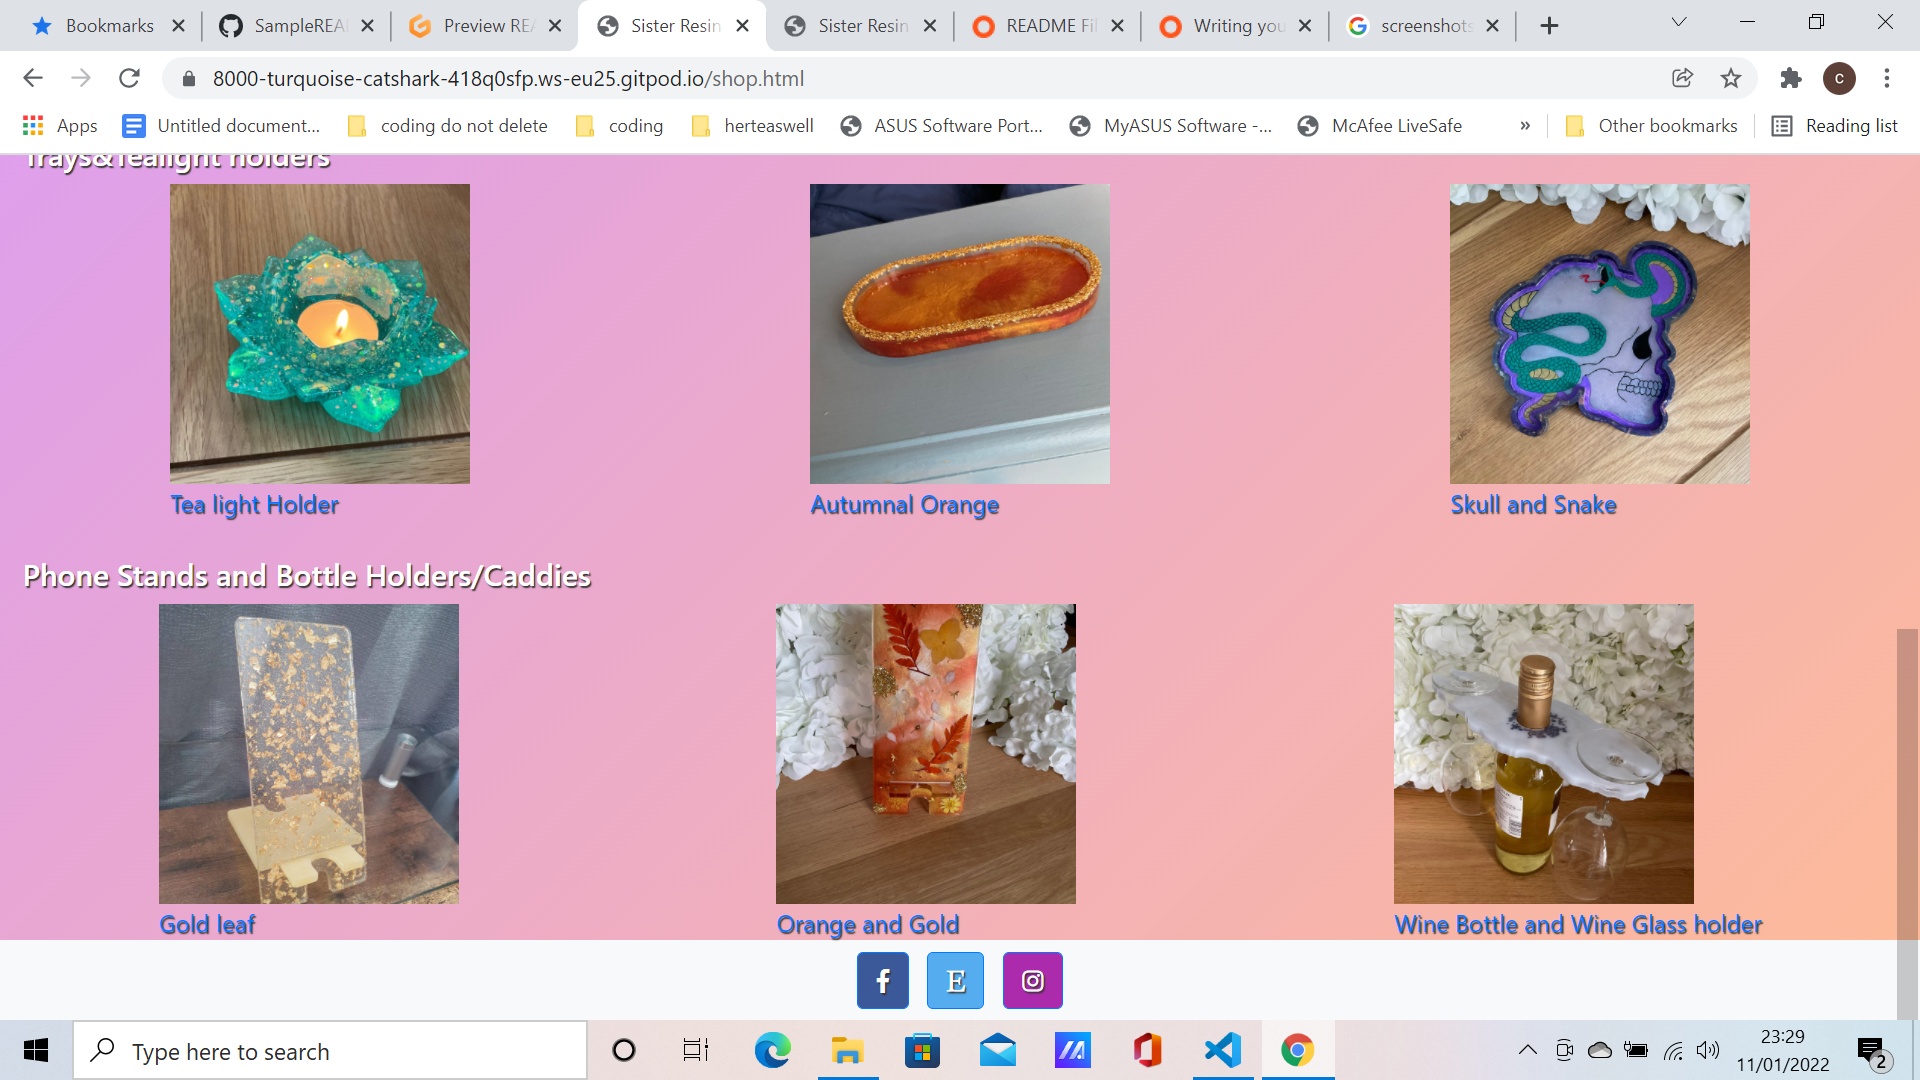 Bookmarks
SampleREA
Preview RE
Sister Resin
Sister Resin
README Fi
Writing you
screenshots
8000-turquoise-catshark-418q0sfp.ws-eu25.gitpod.io/shop.html
C
Apps
Untitled document...
coding do not delete
coding
herteaswell
ASUS Software Port...
MyASUS Software -...
McAfee LiveSafe
»
Other bookmarks
Reading list
Trays&Tealight holders
Tea light Holder
Autumnal Orange
Skull and Snake
Phone Stands and Bottle Holders/Caddies
Gold leaf
Orange and Gold
Wine Bottle and Wine Glass holder
f
E
Type here to search
23:29
11/01/2022
2